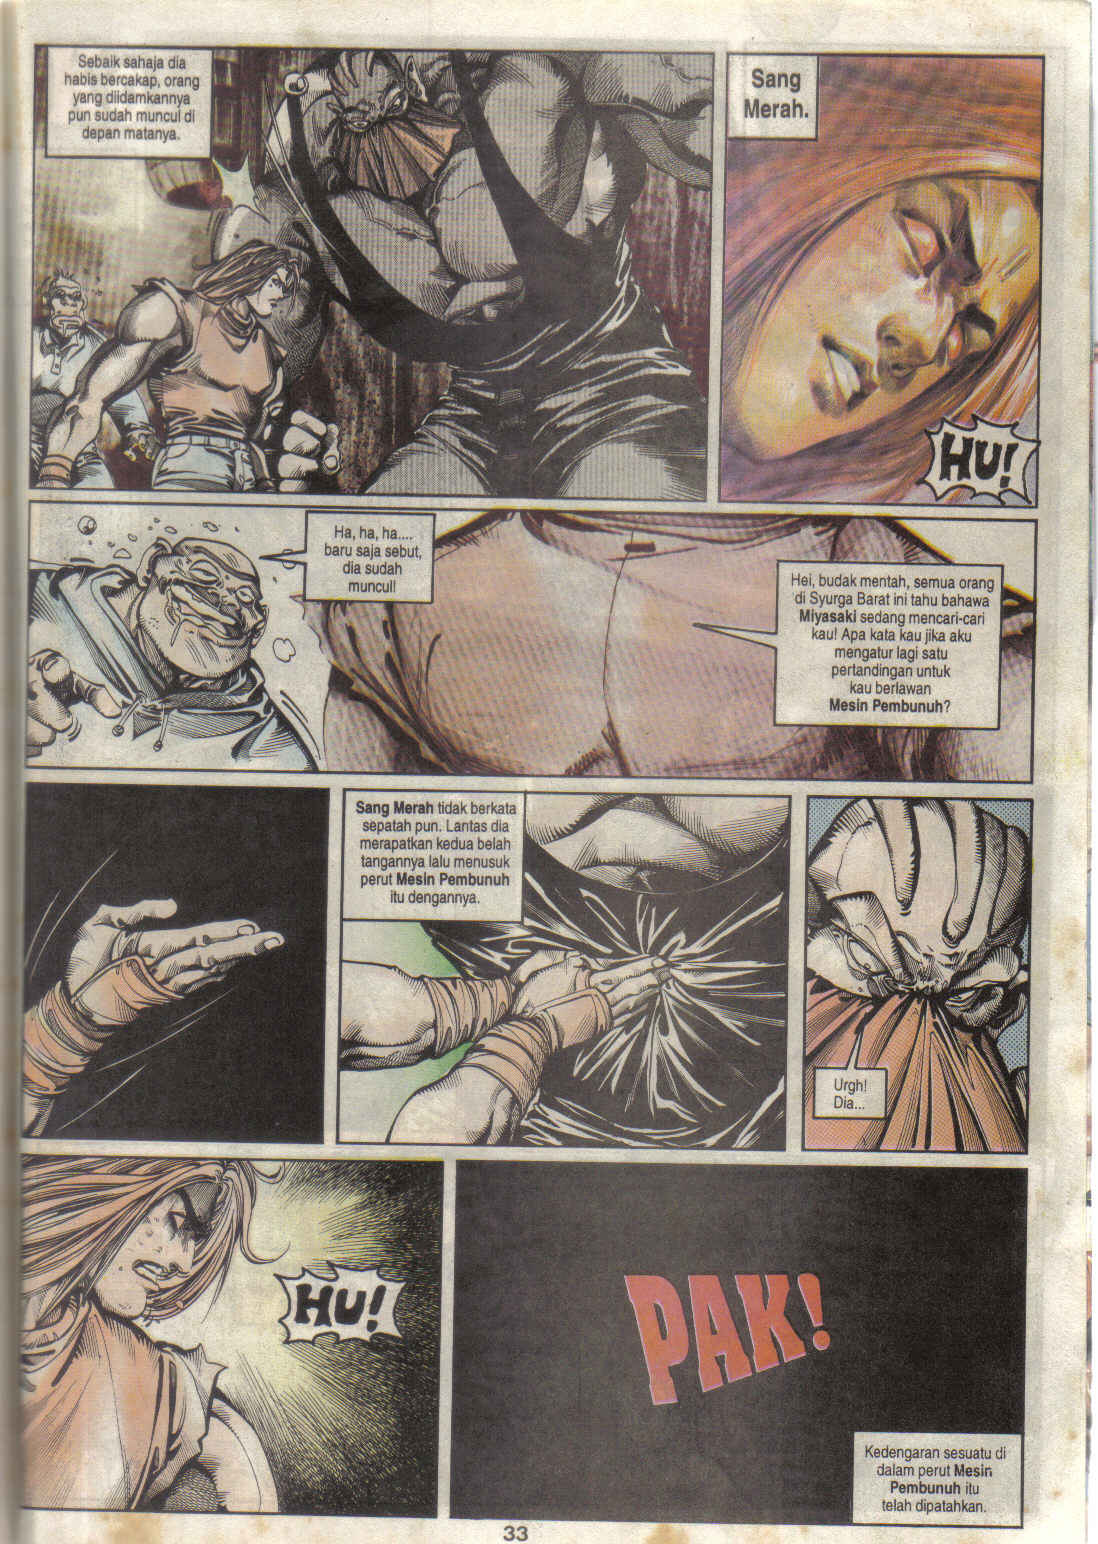 Sebaik sahaja dia
habis bercakap, orang
yang diidamkannya
pun sudah muncul di
depan matanya.
Sang
Merah.
HU!
Ha, ha, ha....
baru saja sebut,
dia sudah
muncul!
Hei, budak mentah, semua orang
di Syurga Barat ini tahu bahawa
Miyasaki sedang mencari-cari
kau! Apa kata kau jika aku
mengatur lagi satu
pertandingan untuk
kau berlawan
Mesin Pembunuh?
Sang Merah tidak berkata
sepatah pun. Lantas dia
merapatkan kedua belah
tangannya lalu menusuk
perut Mesin Pembunuh
itu dengannya.
Urgh!
Dia...
HU!
PAK!
Kedengaran sesuatu di
dalam perut Mesin
Pembunuh itu
telah dipatahkan.
33